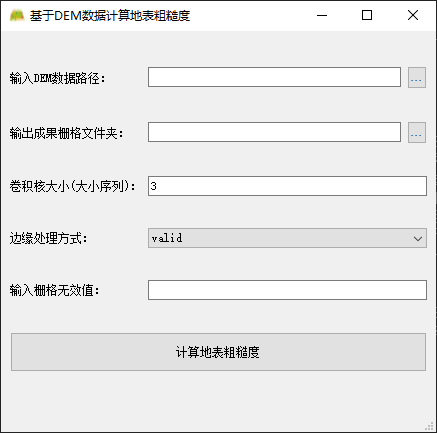 基于DEM数据计算地表粗糙度
输入DEM数据路径： ...
输出成果栅格文件夹： ...
卷积核大小(大小序列)： 3
边缘处理方式： valid
输入栅格无效值：
计算地表粗糙度